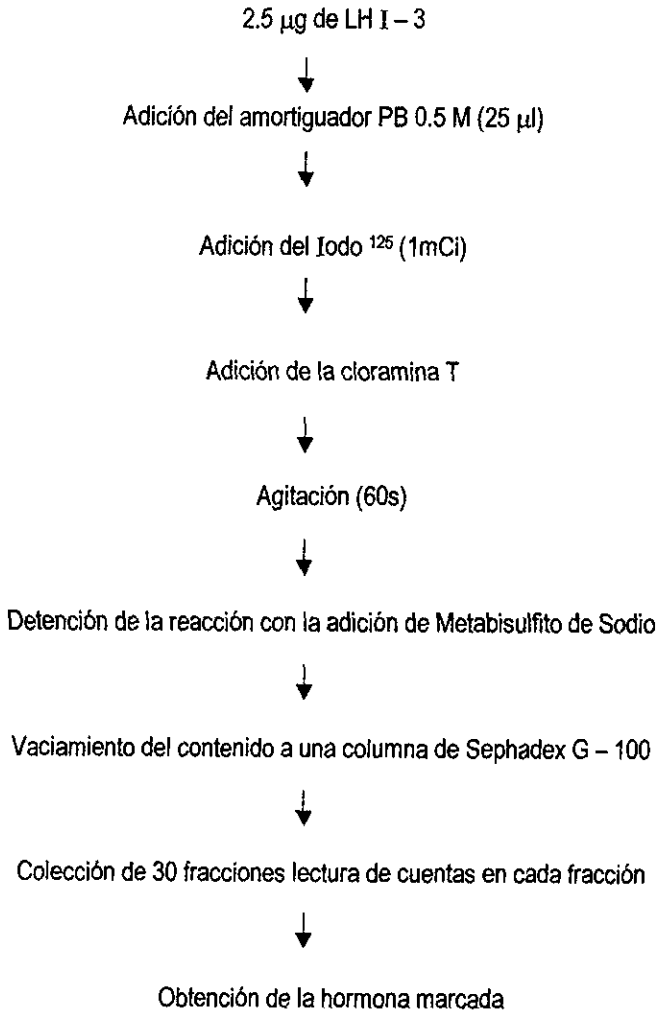 2.5 µg de LH I – 3
Adición del amortiguador PB 0.5 M (25 µl)
Adición del Iodo ¹²⁵ (1mCi)
Adición de la cloramina T
Agitación (60s)
Detención de la reacción con la adición de Metabisulfito de Sodio
Vaciamiento del contenido a una columna de Sephadex G – 100
Colección de 30 fracciones lectura de cuentas en cada fracción
Obtención de la hormona marcada